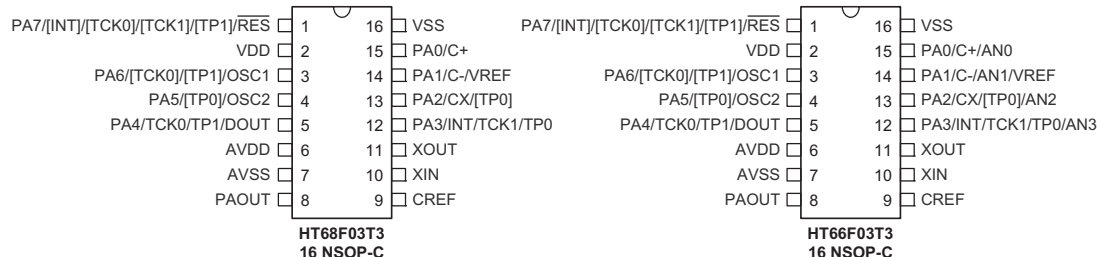 PA7/[INT]/[TCK0]/[TCK1]/[TP1]/RES 1 16 VSS
VDD 2 15 PA0/C+
PA6/[TCK0]/[TP1]/OSC1 3 14 PA1/C-/VREF
PA5/[TP0]/OSC2 4 13 PA2/CX/[TP0]
PA4/TCK0/TP1/DOUT 5 12 PA3/INT/TCK1/TP0
AVDD 6 11 XOUT
AVSS 7 10 XIN
PAOUT 8 9 CREF
HT68F03T3
16 NSOP-C
PA7/[INT]/[TCK0]/[TCK1]/[TP1]/RES 1 16 VSS
VDD 2 15 PA0/C+/AN0
PA6/[TCK0]/[TP1]/OSC1 3 14 PA1/C-/AN1/VREF
PA5/[TP0]/OSC2 4 13 PA2/CX/[TP0]/AN2
PA4/TCK0/TP1/DOUT 5 12 PA3/INT/TCK1/TP0/AN3
AVDD 6 11 XOUT
AVSS 7 10 XIN
PAOUT 8 9 CREF
HT66F03T3
16 NSOP-C